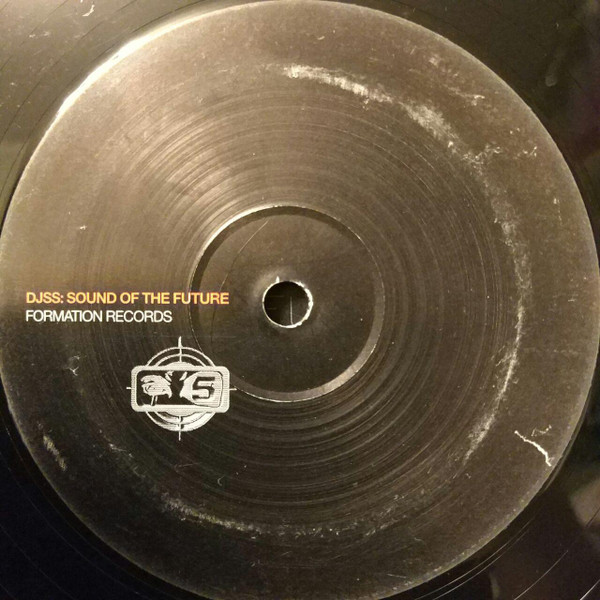 DJSS: SOUND OF THE FUTURE
FORMATION RECORDS
5